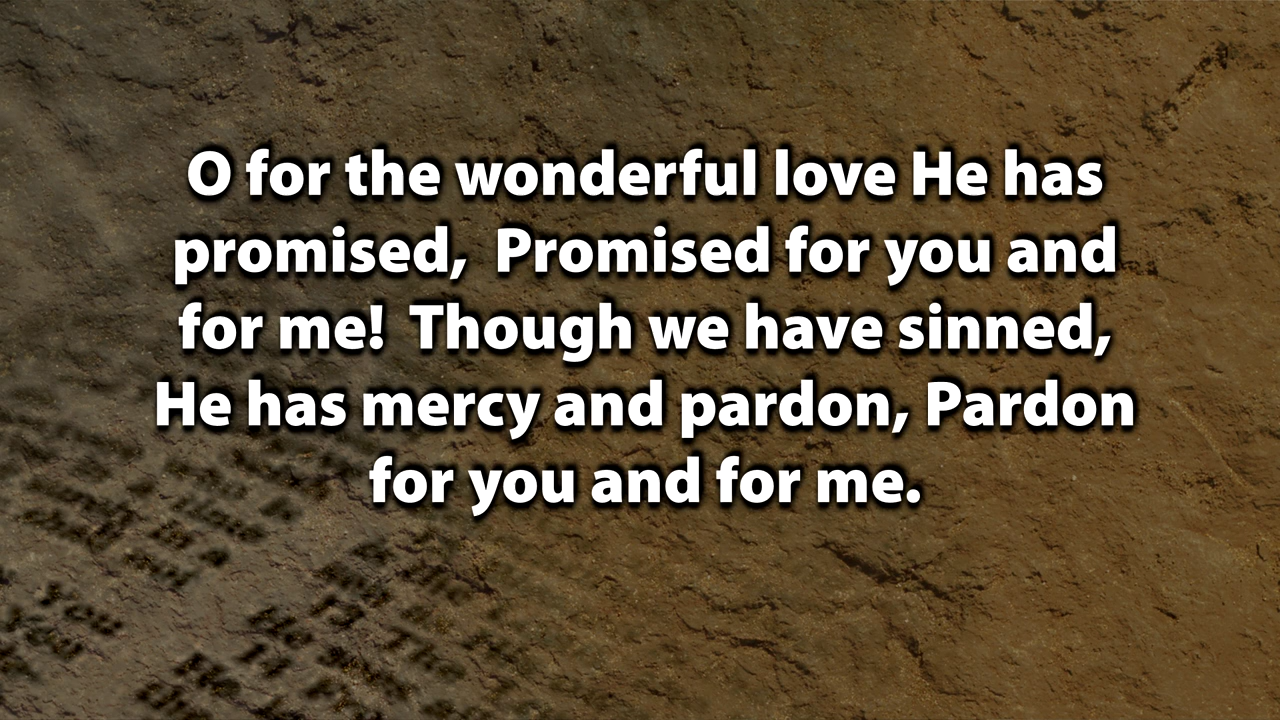 O for the wonderful love He has
promised,  Promised for you and
for me!  Though we have sinned,
He has mercy and pardon, Pardon
for you and for me.